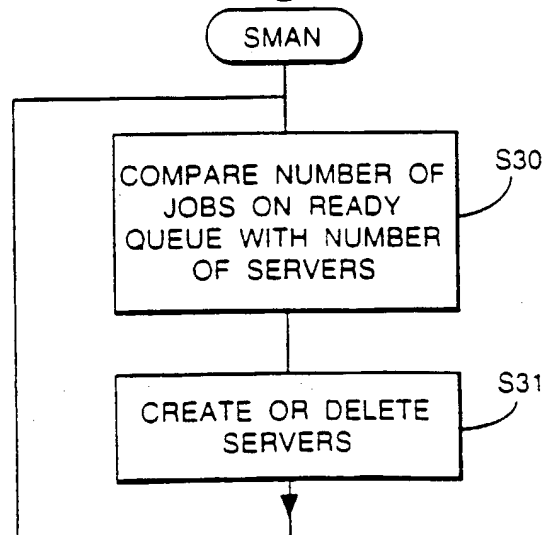 SMAN
COMPARE NUMBER OF
JOBS ON READY
QUEUE WITH NUMBER
OF SERVERS
S30
CREATE OR DELETE
SERVERS
S31